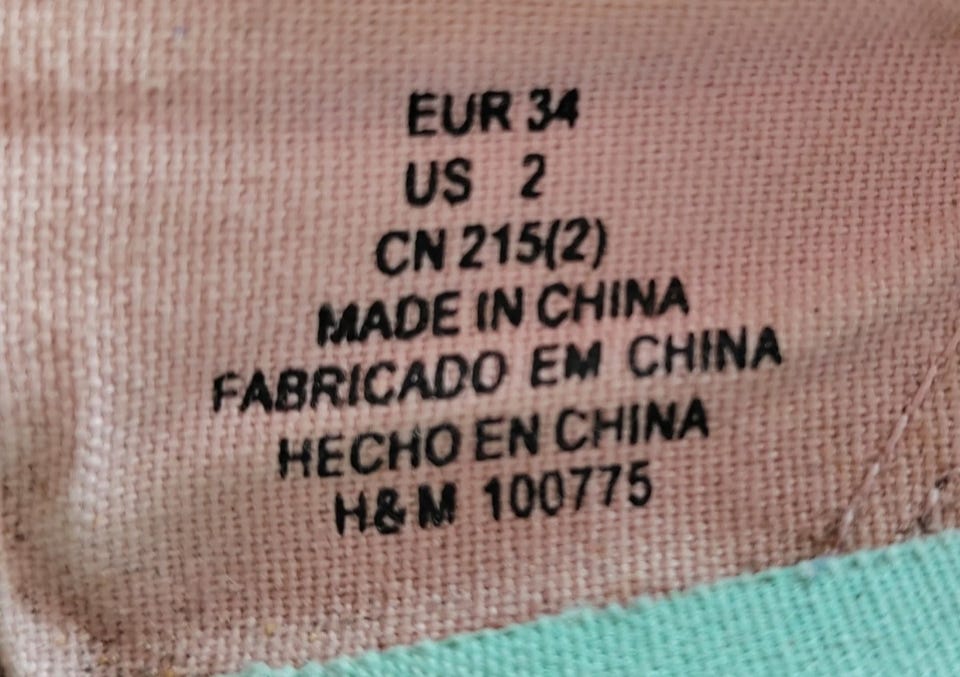 EUR 34
US 2
CN 215(2)
MADE IN CHINA
FABRICADO EM CHINA
HECHO EN CHINA
H&M 100775